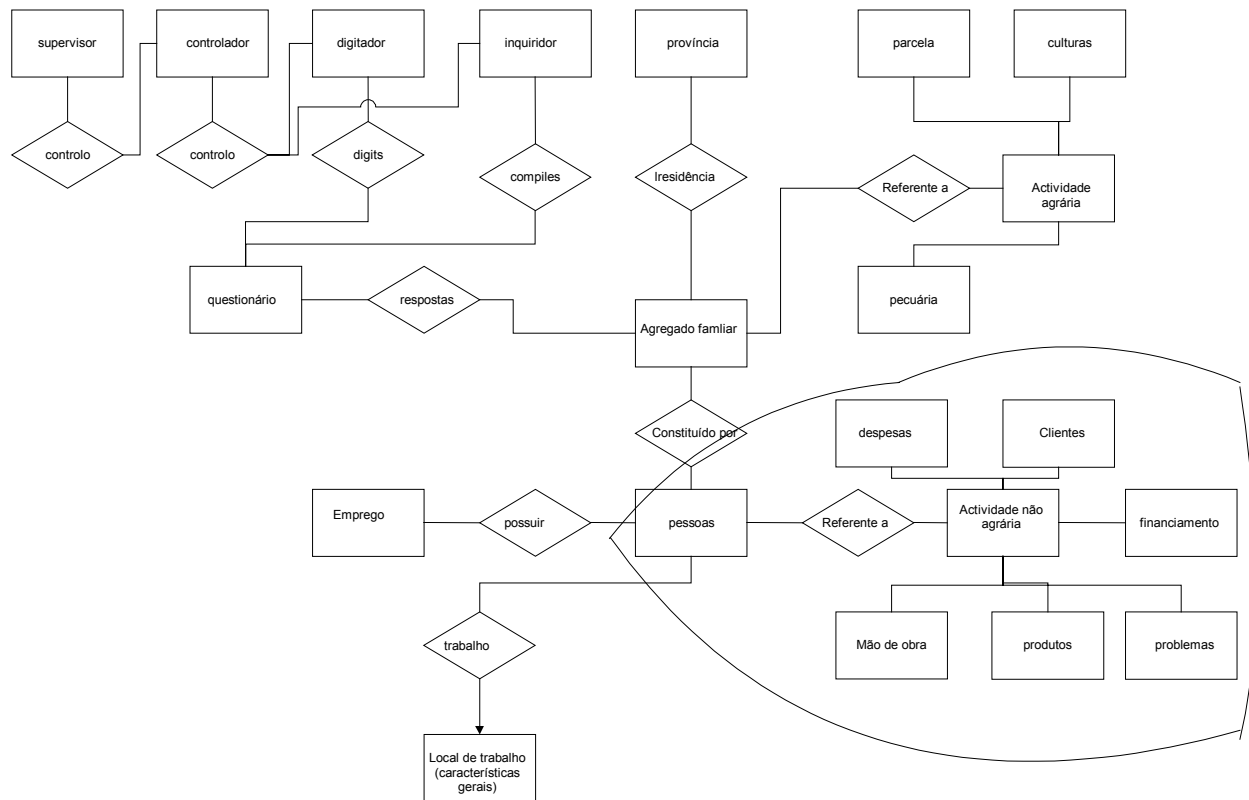 supervisor
controlador
digitador
inquiridor
província
parcela
culturas
controlo
controlo
digits
compiles
Iresidência
Referente a
Actividade
agrária
questionário
respostas
Agregado famliar
pecuária
Constituído por
despesas
Clientes
Emprego
possuir
pessoas
Referente a
Actividade não
agrária
financiamento
trabalho
Mão de obra
produtos
problemas
Local de trabalho
(características
gerais)